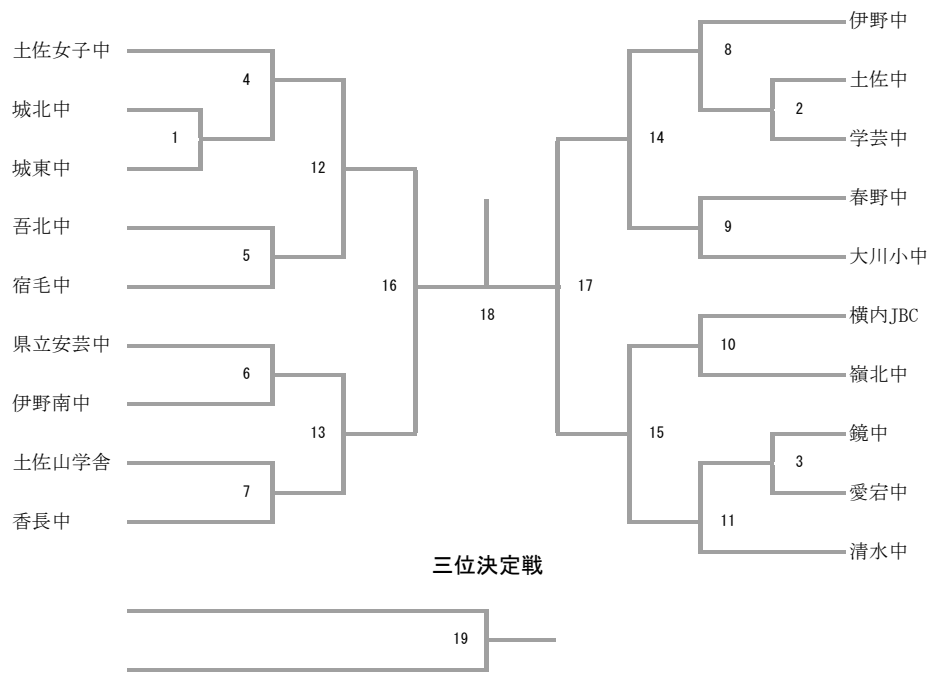 土佐女子中
城北中
城東中
吾北中
宿毛中
県立安芸中
伊野南中
土佐山学舎
香長中
4
1
12
5
16
6
13
7
18
伊野中
土佐中
学芸中
春野中
大川小中
横内JBC
嶺北中
鏡中
愛宕中
清水中
8
2
14
9
17
10
15
3
11
三位決定戦
19